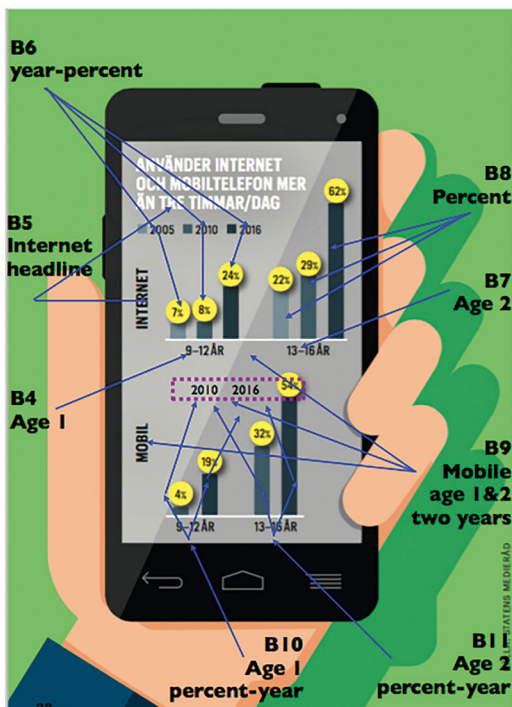 B6
year-percent
B5
Internet
headline
B4
Age 1
ANVÄNDER INTERNET
OCH MOBILTELEFON MER
ÄN TRE TIMMAR/DAG
2005 2010 2016
INTERNET
7% 8% 24% 22% 29% 62%
9–12 ÅR 13–16 ÅR
2010 2016
MOBIL
4% 19% 32% 54%
9–12 ÅR 13–16 ÅR
B8
Percent
B7
Age 2
B9
Mobile
age 1&2
two years
B10
Age 1
percent-year
B11
Age 2
percent-year
STATENS MEDIERÅD